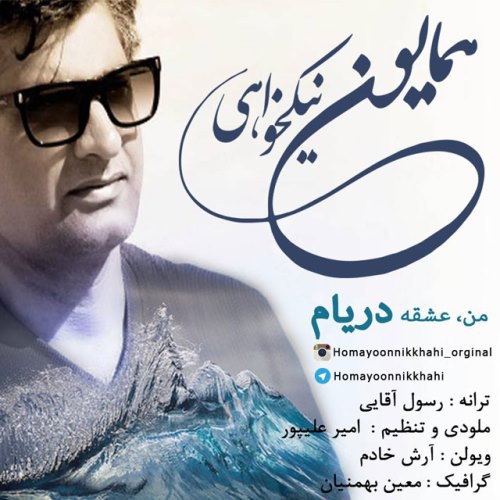 همایون
نیکخواهی
من، عشقه دریام
Homayoonnikkhahi_orginal
Homayoonnikkhahi
ترانه : رسول آقایی
ملودی و تنظیم : امیر علیپور
ویولن : آرش خادم
گرافیک : معین بهمنیان